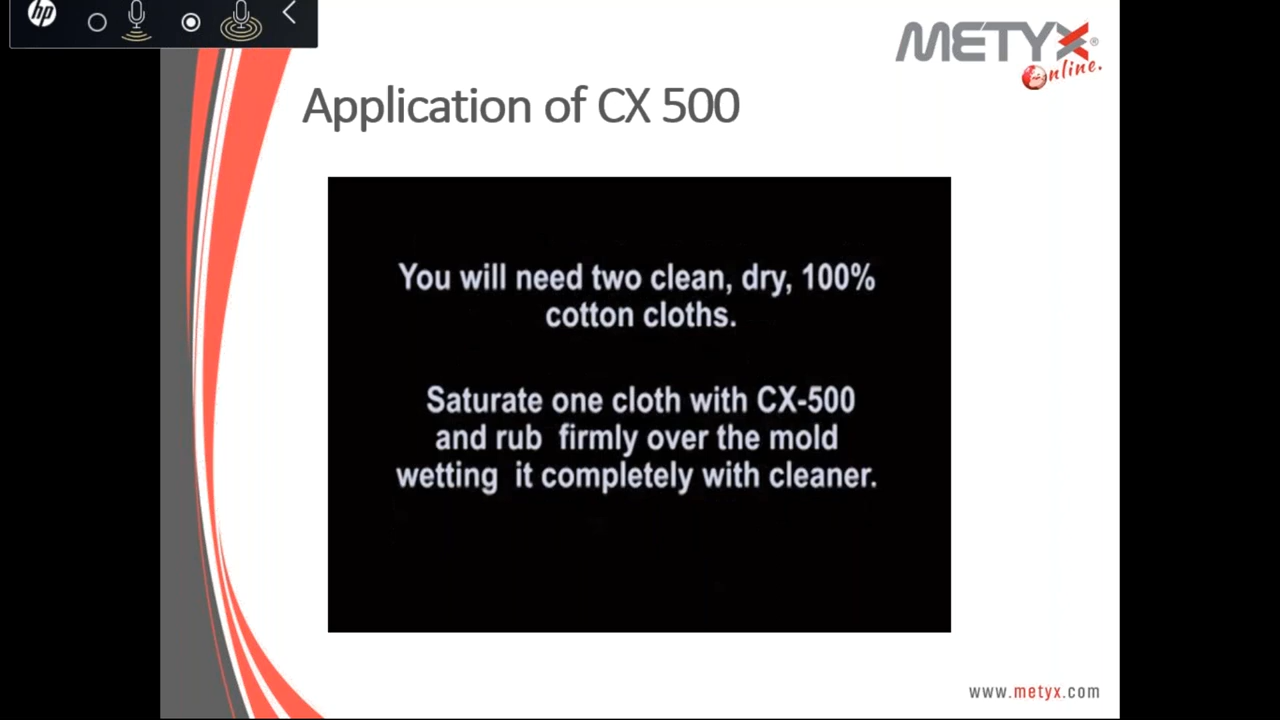 hp
METYX®
Online.
Application of CX 500
You will need two clean, dry, 100%
cotton cloths.
Saturate one cloth with CX-500
and rub firmly over the mold
wetting it completely with cleaner.
www.metyx.com